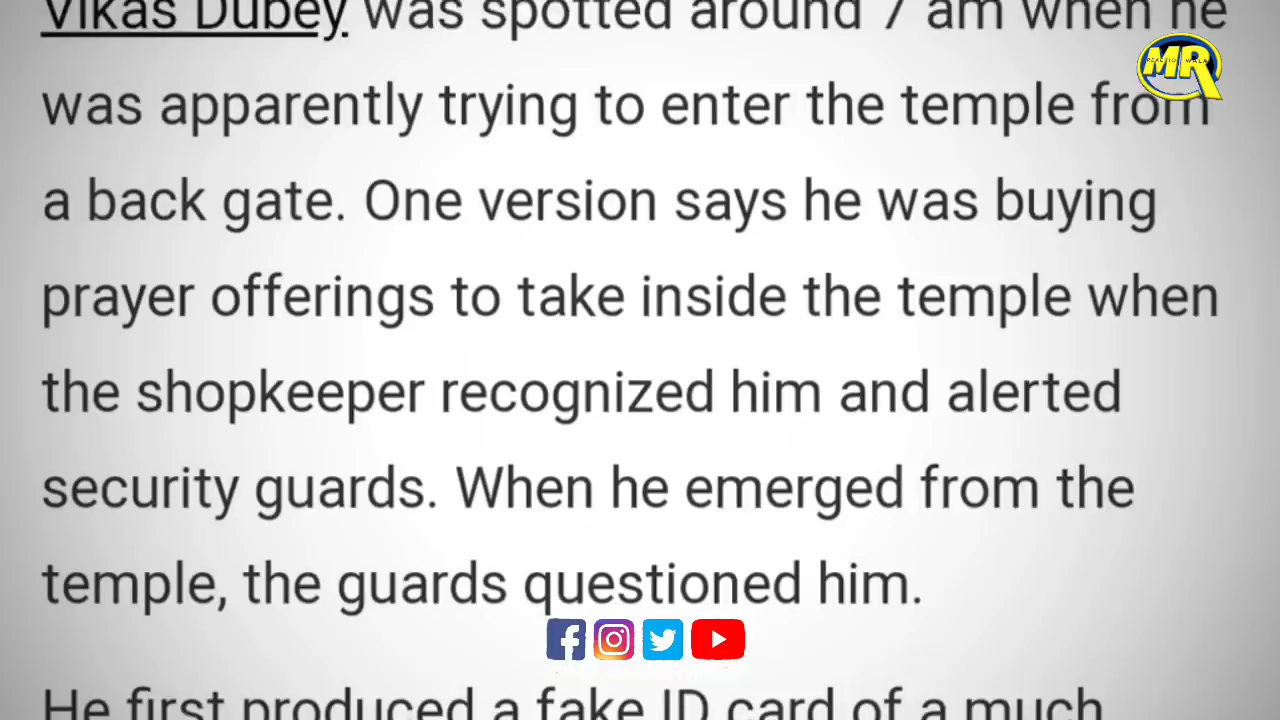 Vikas Dubey was spotted around 7 am when he
was apparently trying to enter the temple from
a back gate. One version says he was buying
prayer offerings to take inside the temple when
the shopkeeper recognized him and alerted
security guards. When he emerged from the
temple, the guards questioned him.
He first produced a fake ID card of a much
MR